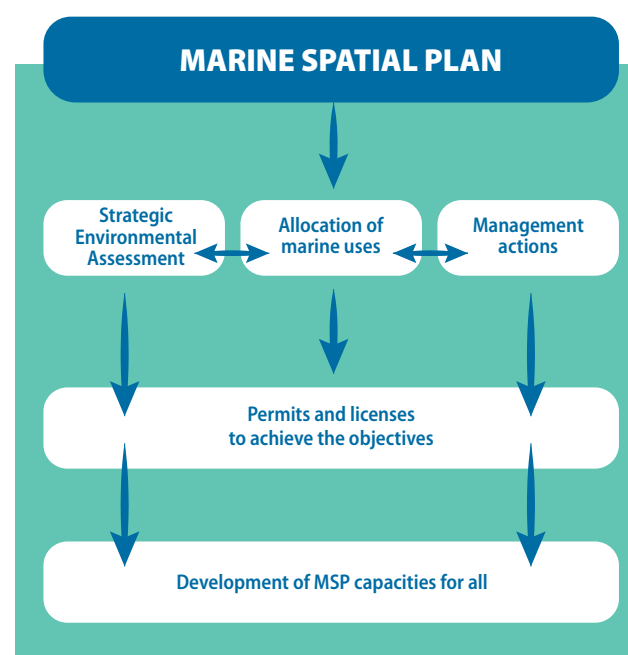 MARINE SPATIAL PLAN
Strategic
Environmental
Assessment
Allocation of
marine uses
Management
actions
Permits and licenses
to achieve the objectives
Development of MSP capacities for all